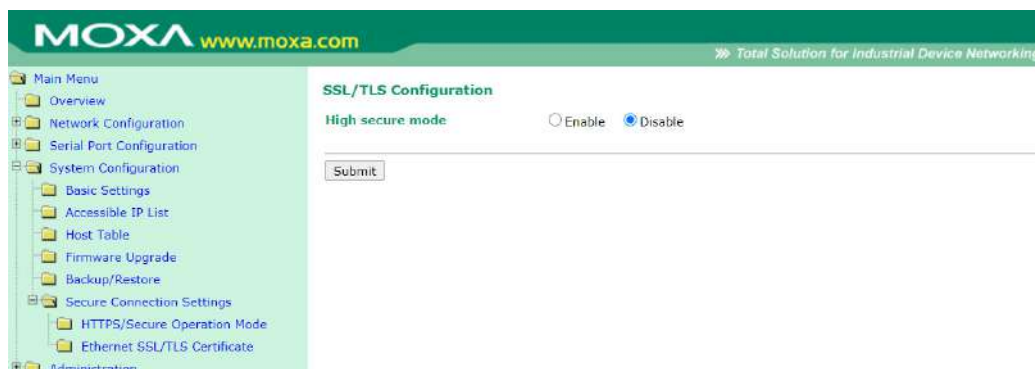 MOXA www.moxa.com
Total Solution for Industrial Device Networking
Main Menu
Overview
Network Configuration
Serial Port Configuration
System Configuration
Basic Settings
Accessible IP List
Host Table
Firmware Upgrade
Backup/Restore
Secure Connection Settings
HTTPS/Secure Operation Mode
Ethernet SSL/TLS Certificate
Administration
SSL/TLS Configuration
High secure mode Enable Disable
Submit